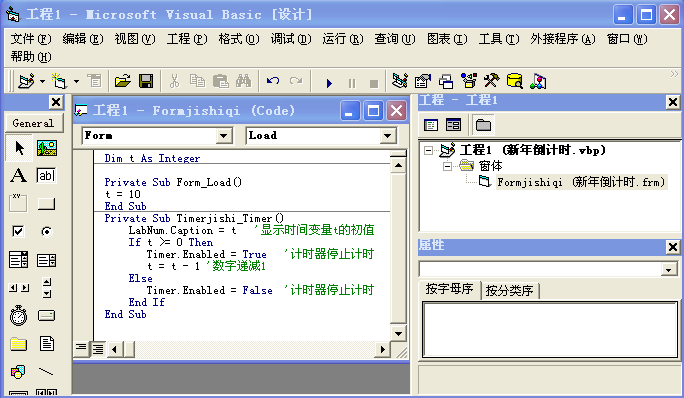 工程1 - Microsoft Visual Basic [设计]
文件(F) 编辑(E) 视图(V) 工程(P) 格式(O) 调试(D) 运行(R) 查询(U) 图表(I) 工具(T) 外接程序(A) 窗口(W)
帮助(H)
General
A
ab
xv
工程1 - Formjishiqi (Code)
Form
Load
Dim t As Integer
Private Sub Form_Load()
t = 10
End Sub
Private Sub Timerjishi_Timer()
LabNum.Caption = t '显示时间变量t的初值
If t >= 0 Then
Timer.Enabled = True '计时器停止计时
t = t - 1 '数字递减1
Else
Timer.Enabled = False '计时器停止计时
End If
End Sub
工程 - 工程1
工程1 (新年倒计时.vbp)
窗体
Formjishiqi (新年倒计时.frm)
属性
按字母序 按分类序